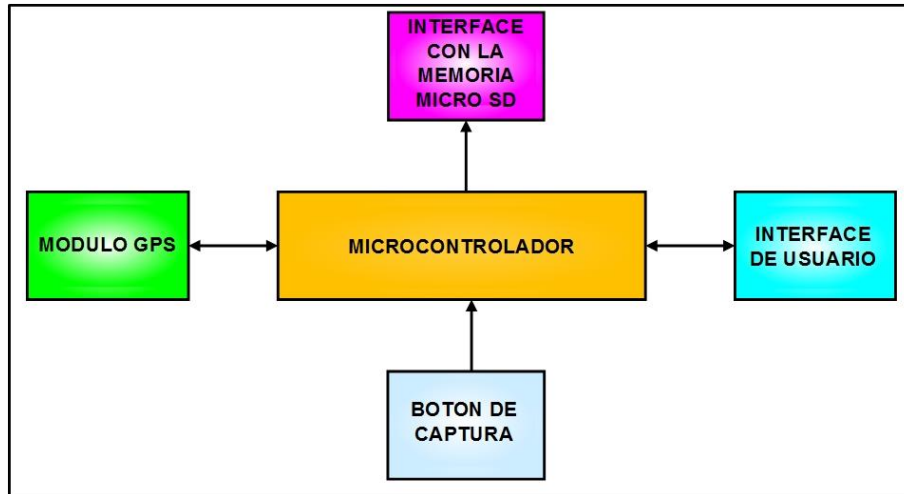 INTERFACE
CON LA
MEMORIA
MICRO SD
MODULO GPS
MICROCONTROLADOR
INTERFACE
DE USUARIO
BOTON DE
CAPTURA